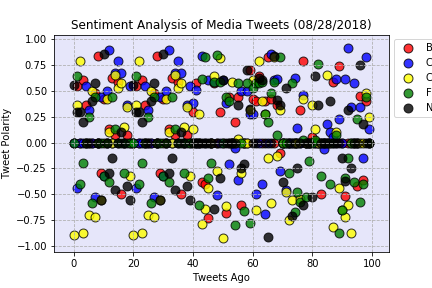 Sentiment Analysis of Media Tweets (08/28/2018)
1.00
0.75
0.50
0.25
0.00
−0.25
−0.50
−0.75
−1.00
Tweet Polarity
0
20
40
60
80
100
Tweets Ago
B
C
C
F
N